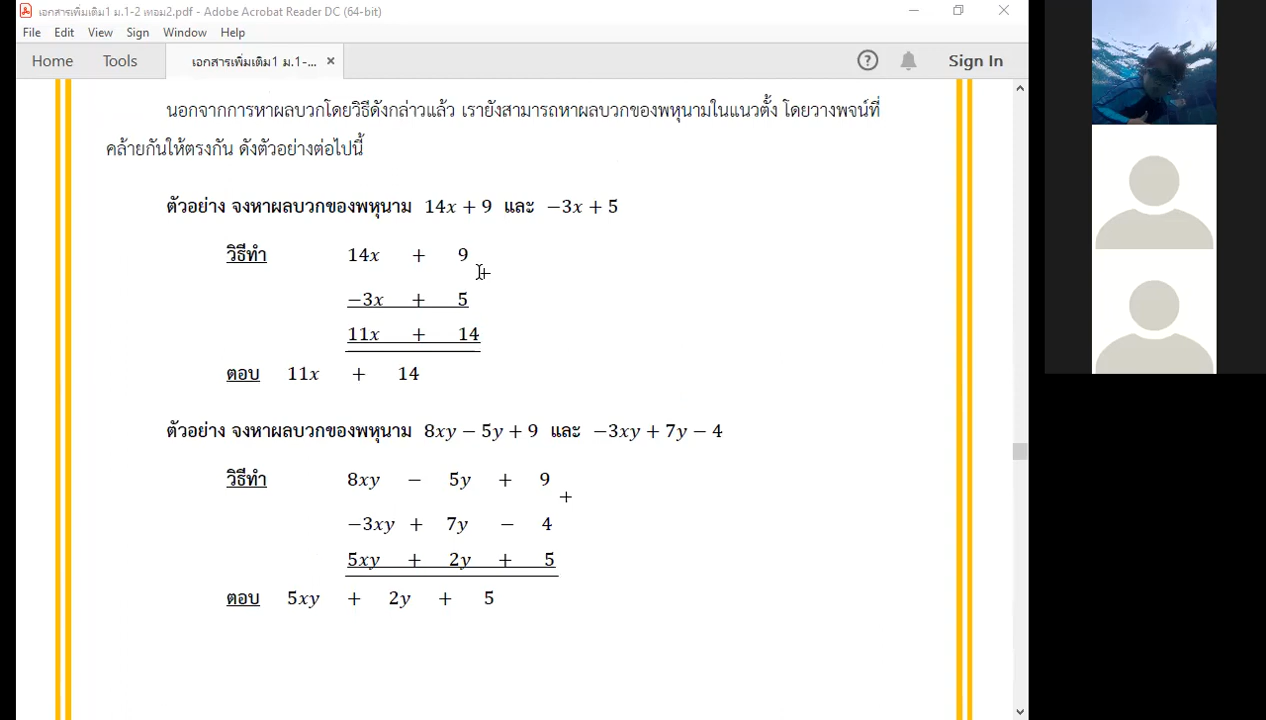 เอกสารเพิ่มเติม1 ม.1-2 เทอม2.pdf - Adobe Acrobat Reader DC (64-bit)
File Edit View Sign Window Help
Home Tools เอกสารเพิ่มเติม1 ม.1-... × Sign In
นอกจากการหาผลบวกโดยวิธีดังกล่าวแล้ว เรายังสามารถหาผลบวกของพหุนามในแนวตั้ง โดยวางพจน์ที่
คล้ายกันให้ตรงกัน ดังตัวอย่างต่อไปนี้
ตัวอย่าง จงหาผลบวกของพหุนาม 14x + 9 และ −3x + 5
วิธีทำ 14x + 9
+
−3x + 5
11x + 14
ตอบ 11x + 14
ตัวอย่าง จงหาผลบวกของพหุนาม 8xy − 5y + 9 และ −3xy + 7y − 4
วิธีทำ 8xy − 5y + 9
+
−3xy + 7y − 4
5xy + 2y + 5
ตอบ 5xy + 2y + 5